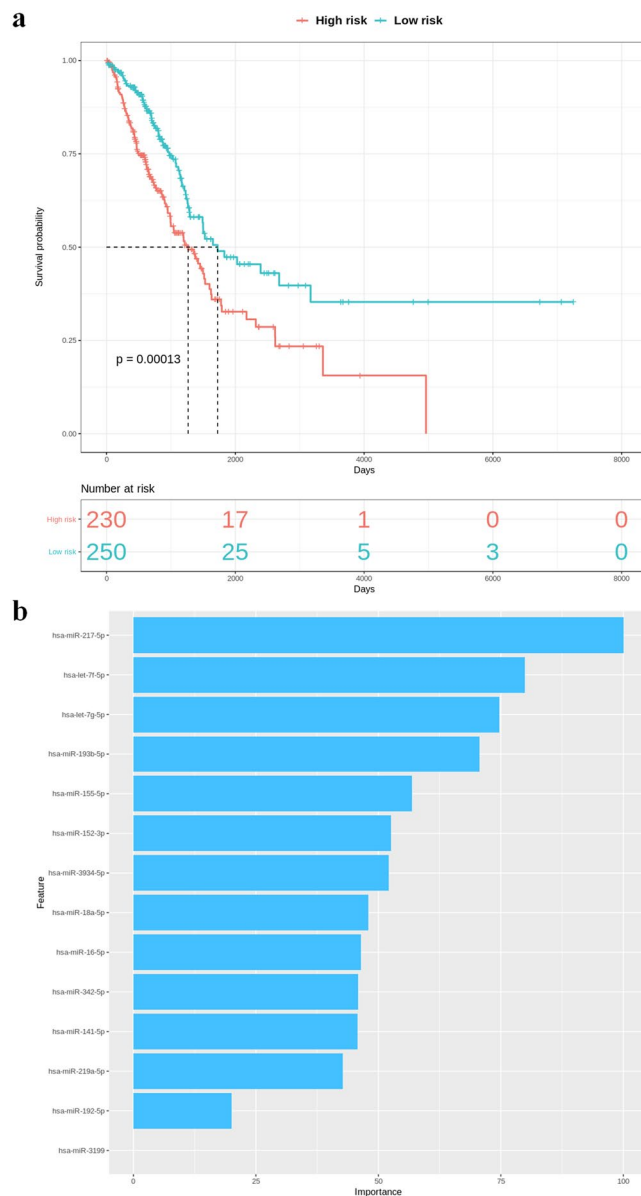 a
High risk Low risk
1.00
0.75
0.50
0.25
0.00
Survival probability
p = 0.00013
0 2000 4000 6000 8000
Days
Number at risk
High risk 230 17 1 0 0
Low risk 250 25 5 3 0
0 2000 4000 6000 8000
Days
b
hsa-miR-217-5p
hsa-let-7f-5p
hsa-let-7g-5p
hsa-miR-193b-5p
hsa-miR-155-5p
hsa-miR-152-3p
hsa-miR-3934-5p
hsa-miR-18a-5p
hsa-miR-16-5p
hsa-miR-342-5p
hsa-miR-141-5p
hsa-miR-219a-5p
hsa-miR-192-5p
hsa-miR-3199
Feature
0 25 50 75 100
Importance